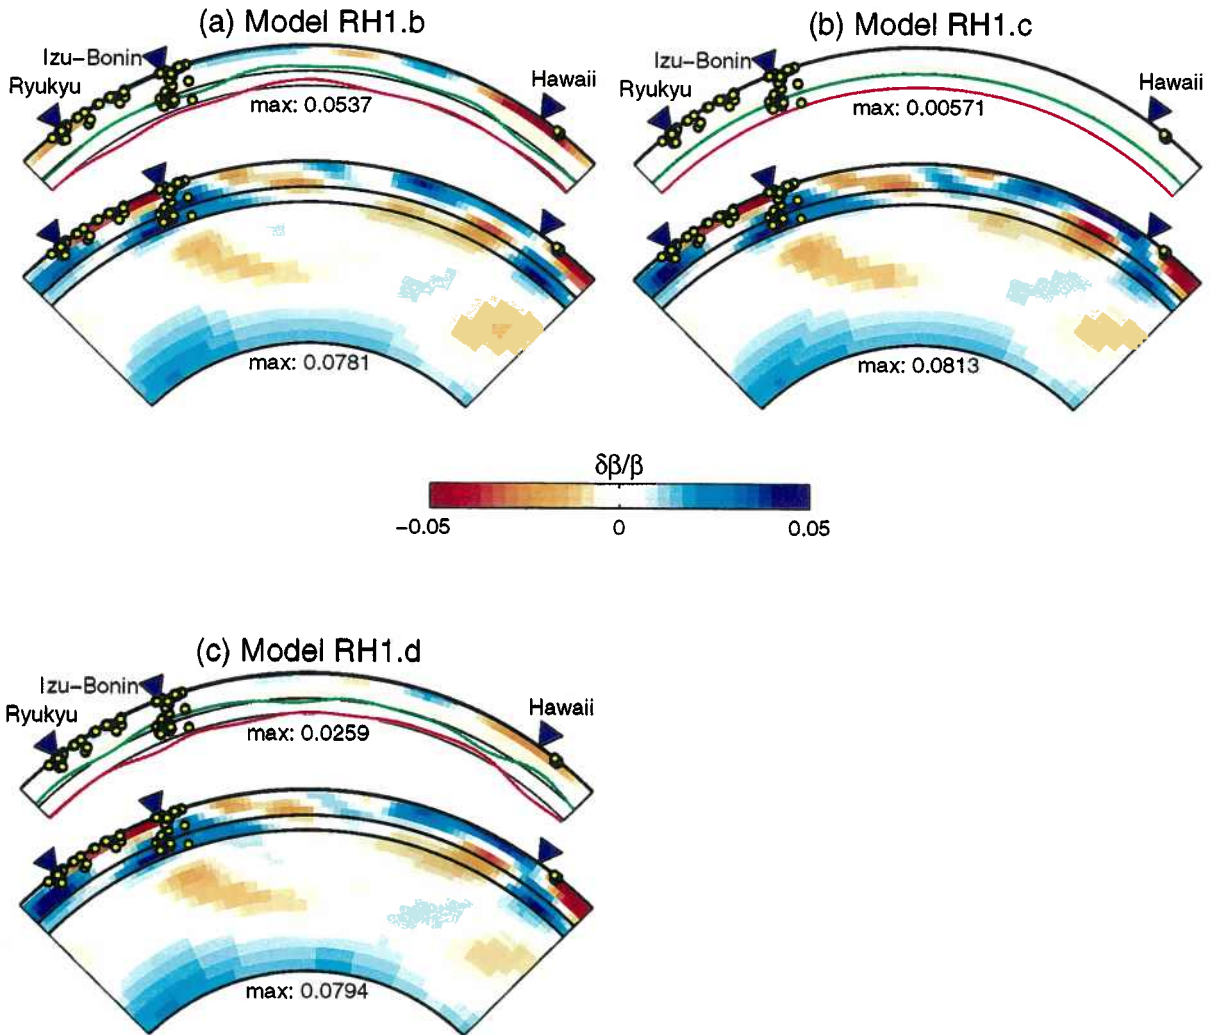 (a) Model RH1.b
Izu-Bonin
Ryukyu
Hawaii
max: 0.0537
max: 0.0781
(b) Model RH1.c
Izu-Bonin
Ryukyu
Hawaii
max: 0.00571
max: 0.0813
δβ/β
-0.05 0 0.05
(c) Model RH1.d
Izu-Bonin
Ryukyu
Hawaii
max: 0.0259
max: 0.0794